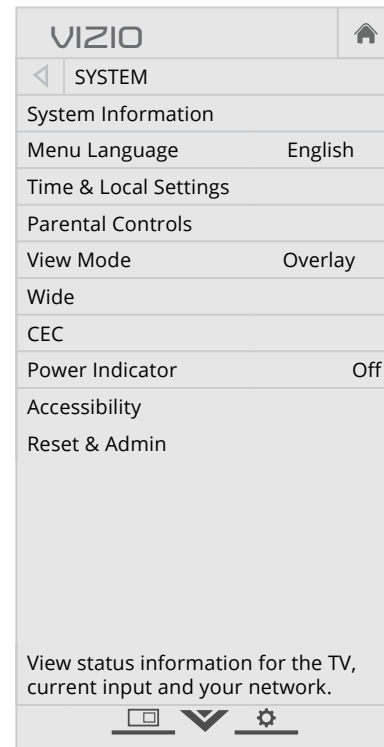 VIZIO
SYSTEM
System Information
Menu Language English
Time & Local Settings
Parental Controls
View Mode Overlay
Wide
CEC
Power Indicator Off
Accessibility
Reset & Admin
View status information for the TV,
current input and your network.